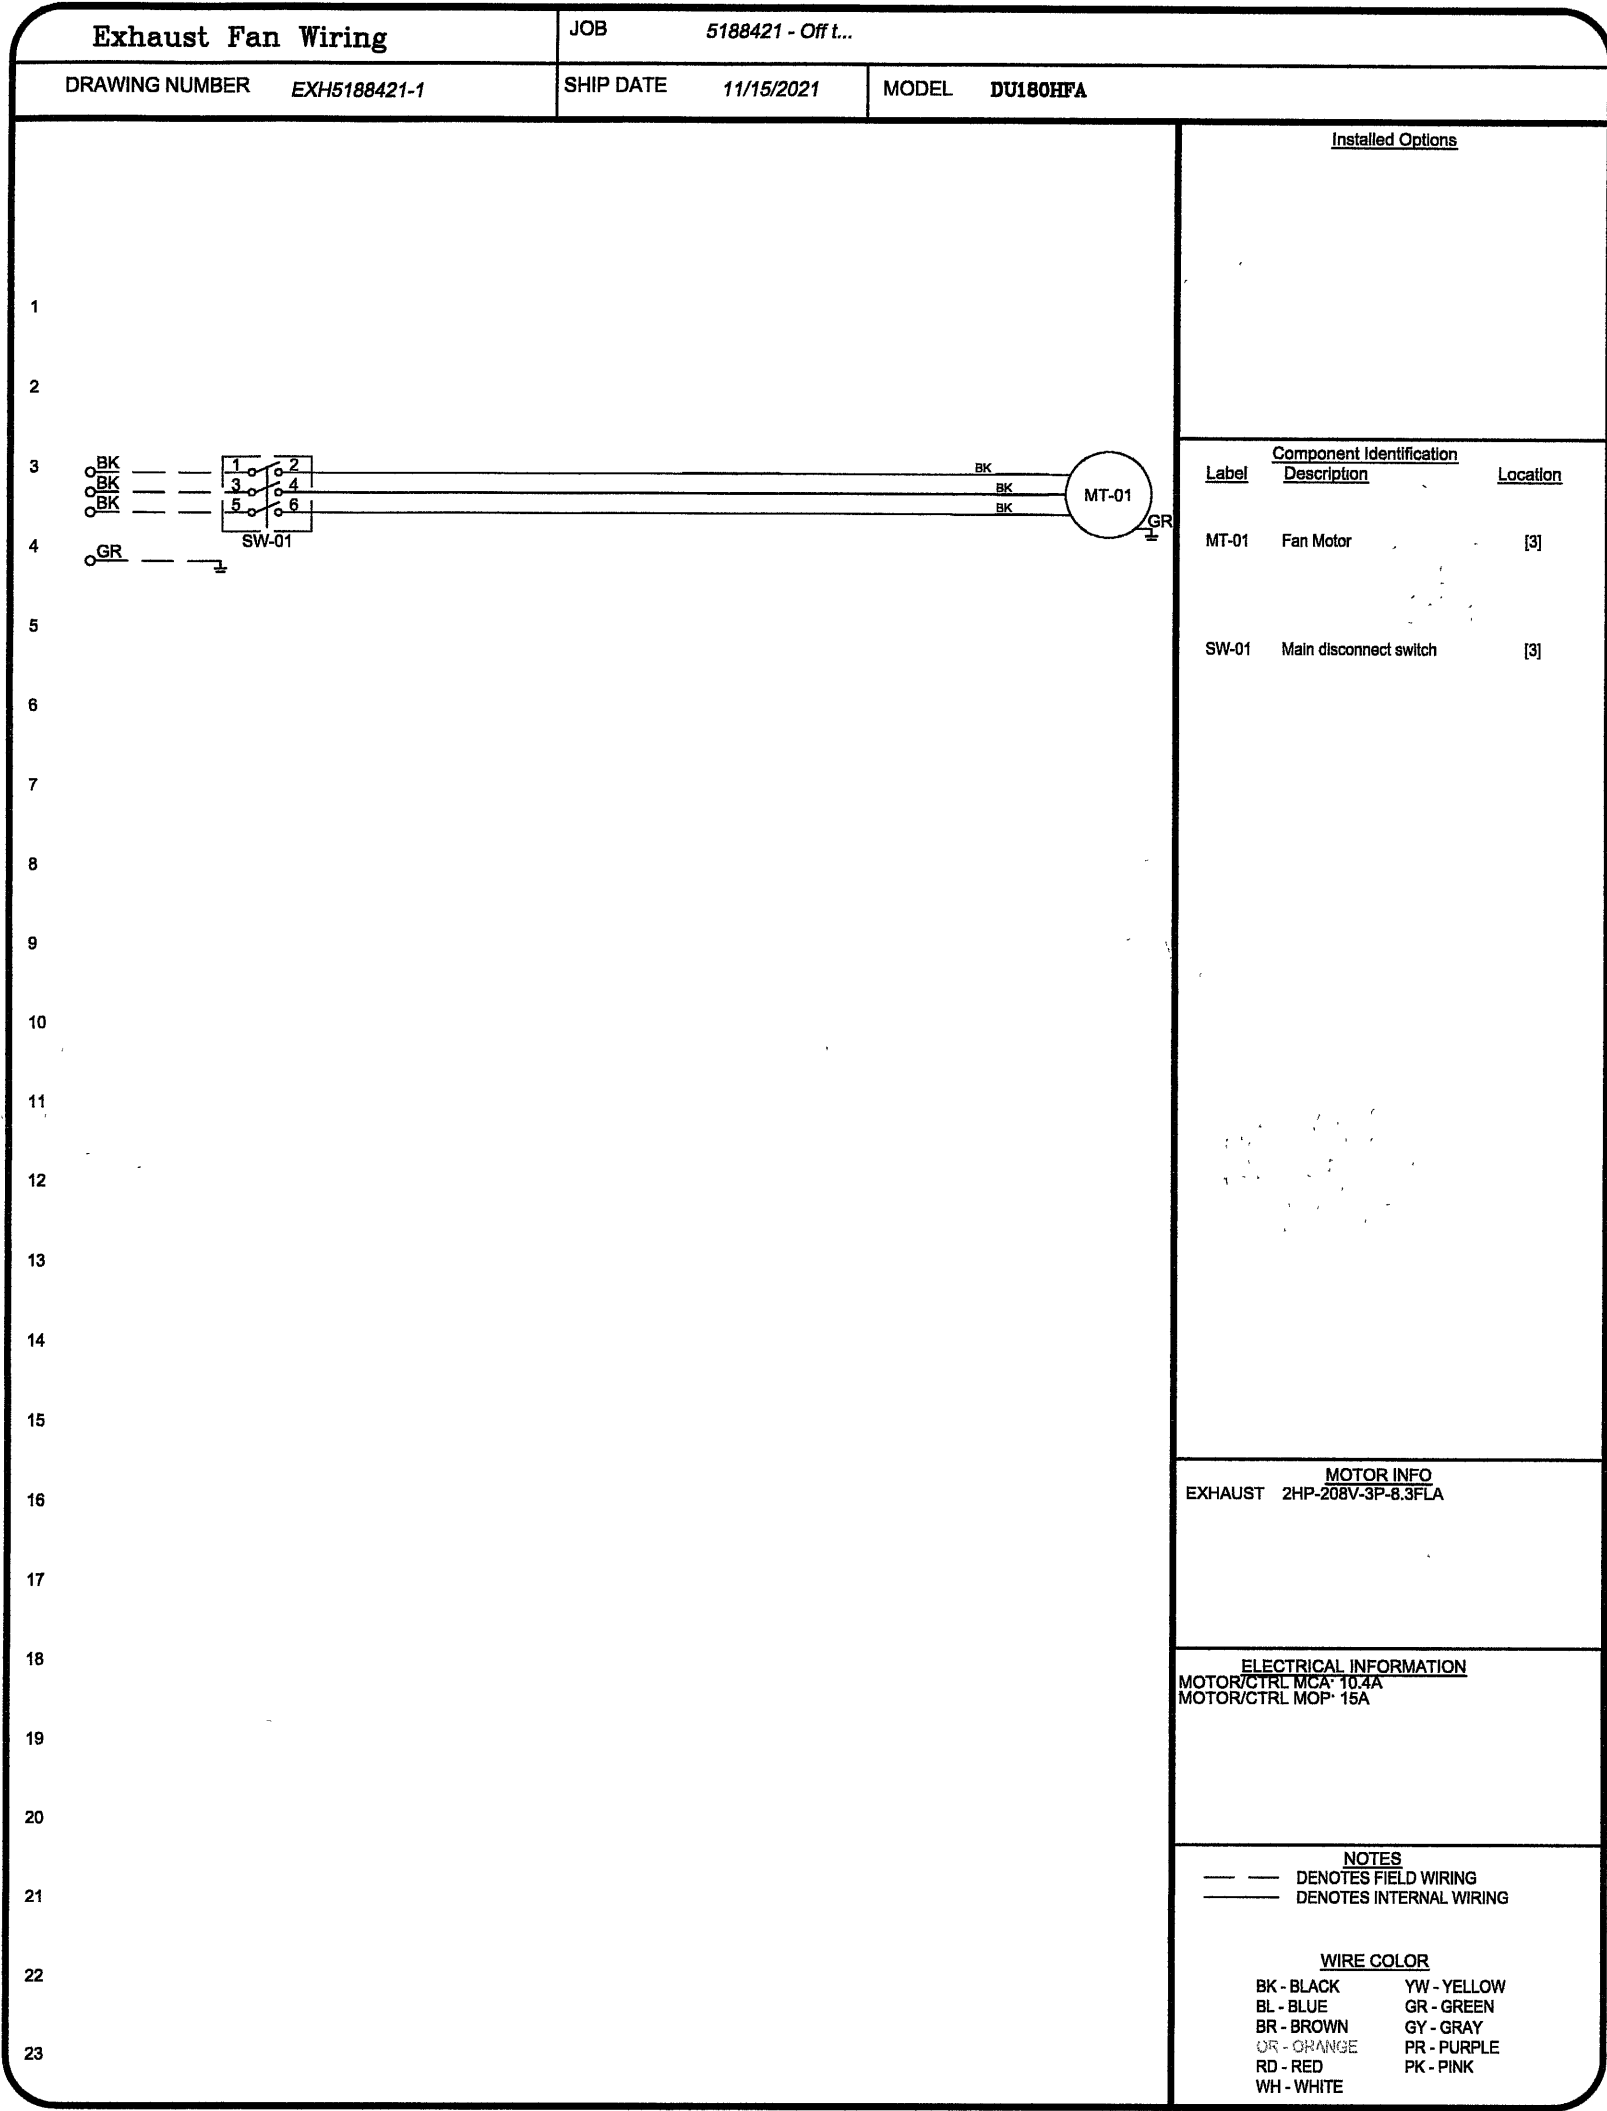 Exhaust Fan Wiring
JOB 5188421 - Off t...
DRAWING NUMBER EXH5188421-1
SHIP DATE 11/15/2021
MODEL DU180HFA
Installed Options
1
2
3
4
5
6
7
8
9
10
11
12
13
14
15
16
17
18
19
20
21
22
23
BK 1 2 BK
BK 3 4 BK
BK 5 6 BK
MT-01
GR
SW-01
GR
Component Identification
Label Description Location
MT-01 Fan Motor [3]
SW-01 Main disconnect switch [3]
MOTOR INFO
EXHAUST 2HP-208V-3P-8.3FLA
ELECTRICAL INFORMATION
MOTOR/CTRL MCA: 10.4A
MOTOR/CTRL MOP: 15A
NOTES
DENOTES FIELD WIRING
DENOTES INTERNAL WIRING
WIRE COLOR
BK - BLACK YW - YELLOW
BL - BLUE GR - GREEN
BR - BROWN GY - GRAY
OR - ORANGE PR - PURPLE
RD - RED PK - PINK
WH - WHITE